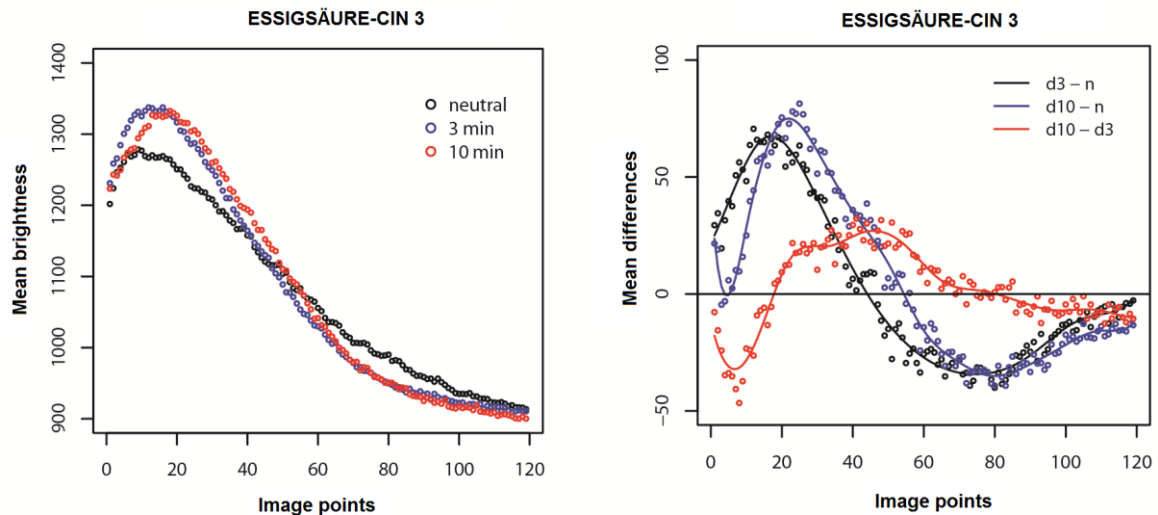 ESSIGSÄURE-CIN 3
Mean brightness
1400
1300
1200
1100
1000
900
neutral
3 min
10 min
0 20 40 60 80 100 120
Image points
ESSIGSÄURE-CIN 3
Mean differences
100
50
0
−50
d3 − n
d10 − n
d10 − d3
0 20 40 60 80 100 120
Image points